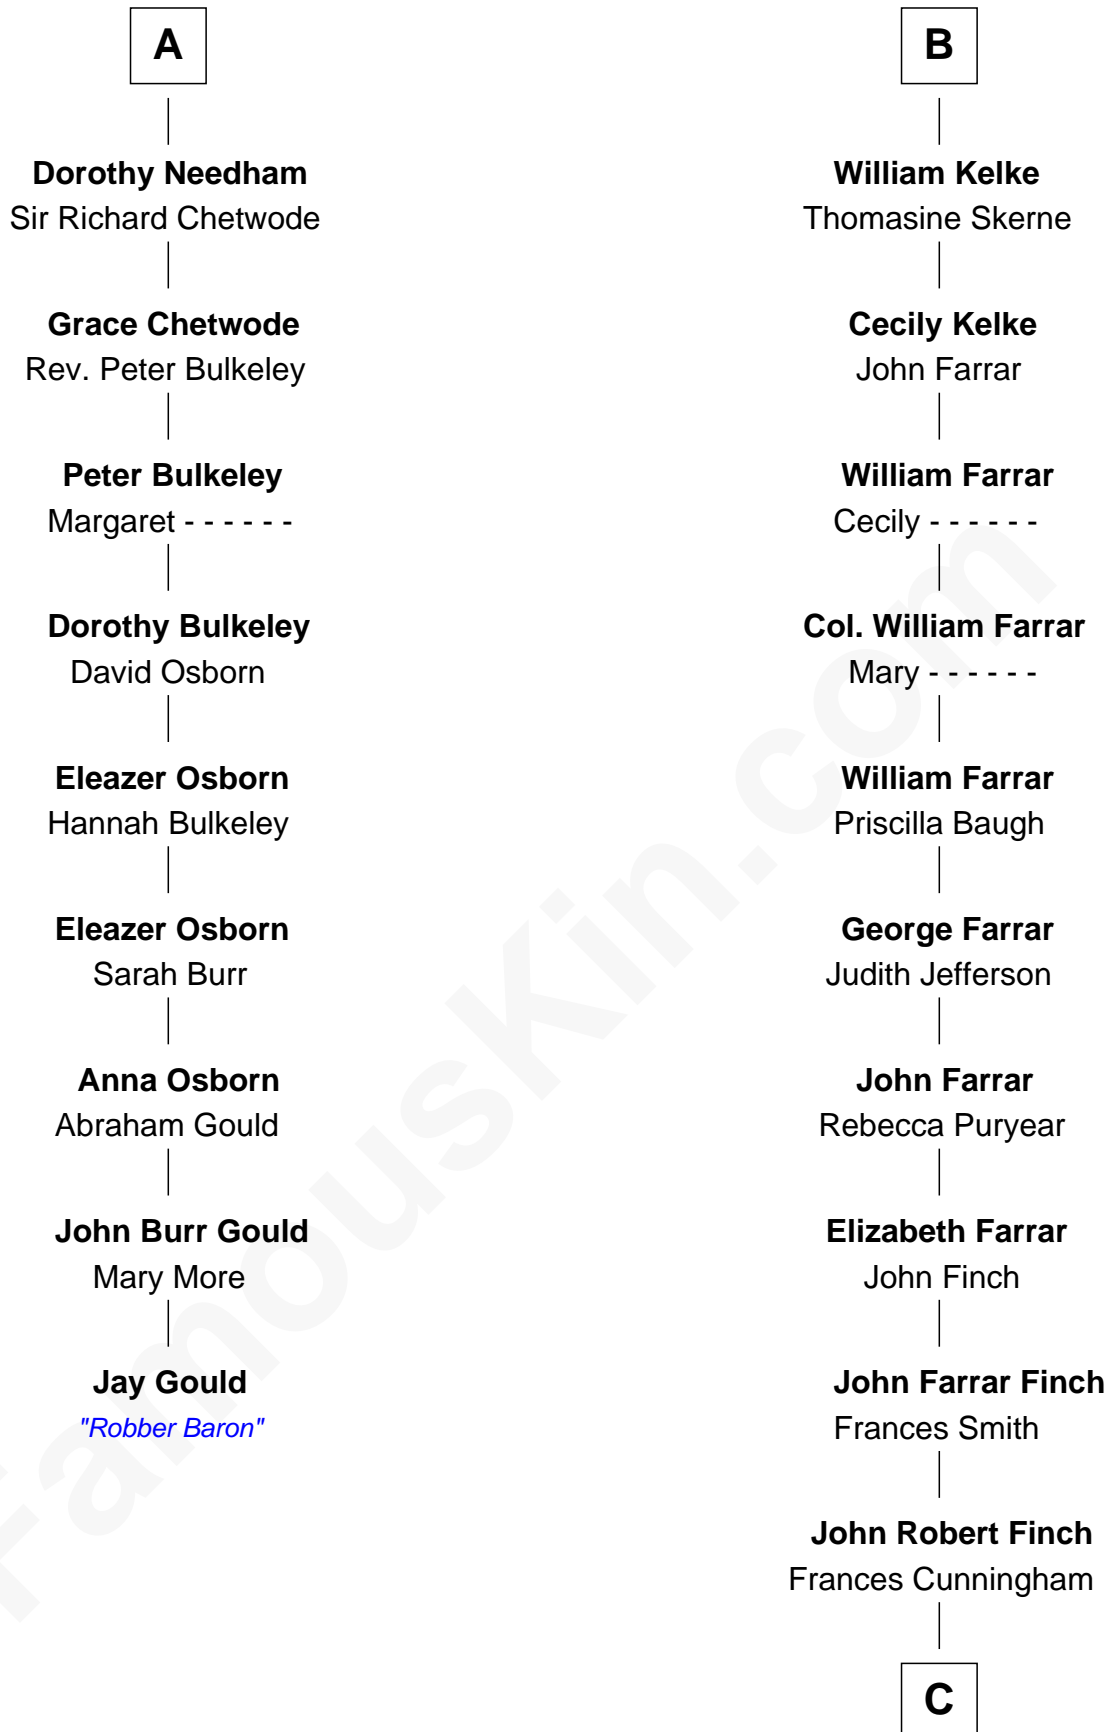 A
Dorothy Needham
Sir Richard Chetwode
Grace Chetwode
Rev. Peter Bulkeley
Peter Bulkeley
Margaret - - - - - -
Dorothy Bulkeley
David Osborn
Eleazer Osborn
Hannah Bulkeley
Eleazer Osborn
Sarah Burr
Anna Osborn
Abraham Gould
John Burr Gould
Mary More
Jay Gould
"Robber Baron"
B
William Kelke
Thomasine Skerne
Cecily Kelke
John Farrar
William Farrar
Cecily - - - - - -
Col. William Farrar
Mary - - - - - -
William Farrar
Priscilla Baugh
George Farrar
Judith Jefferson
John Farrar
Rebecca Puryear
Elizabeth Farrar
John Finch
John Farrar Finch
Frances Smith
John Robert Finch
Frances Cunningham
C
FamousKin.com